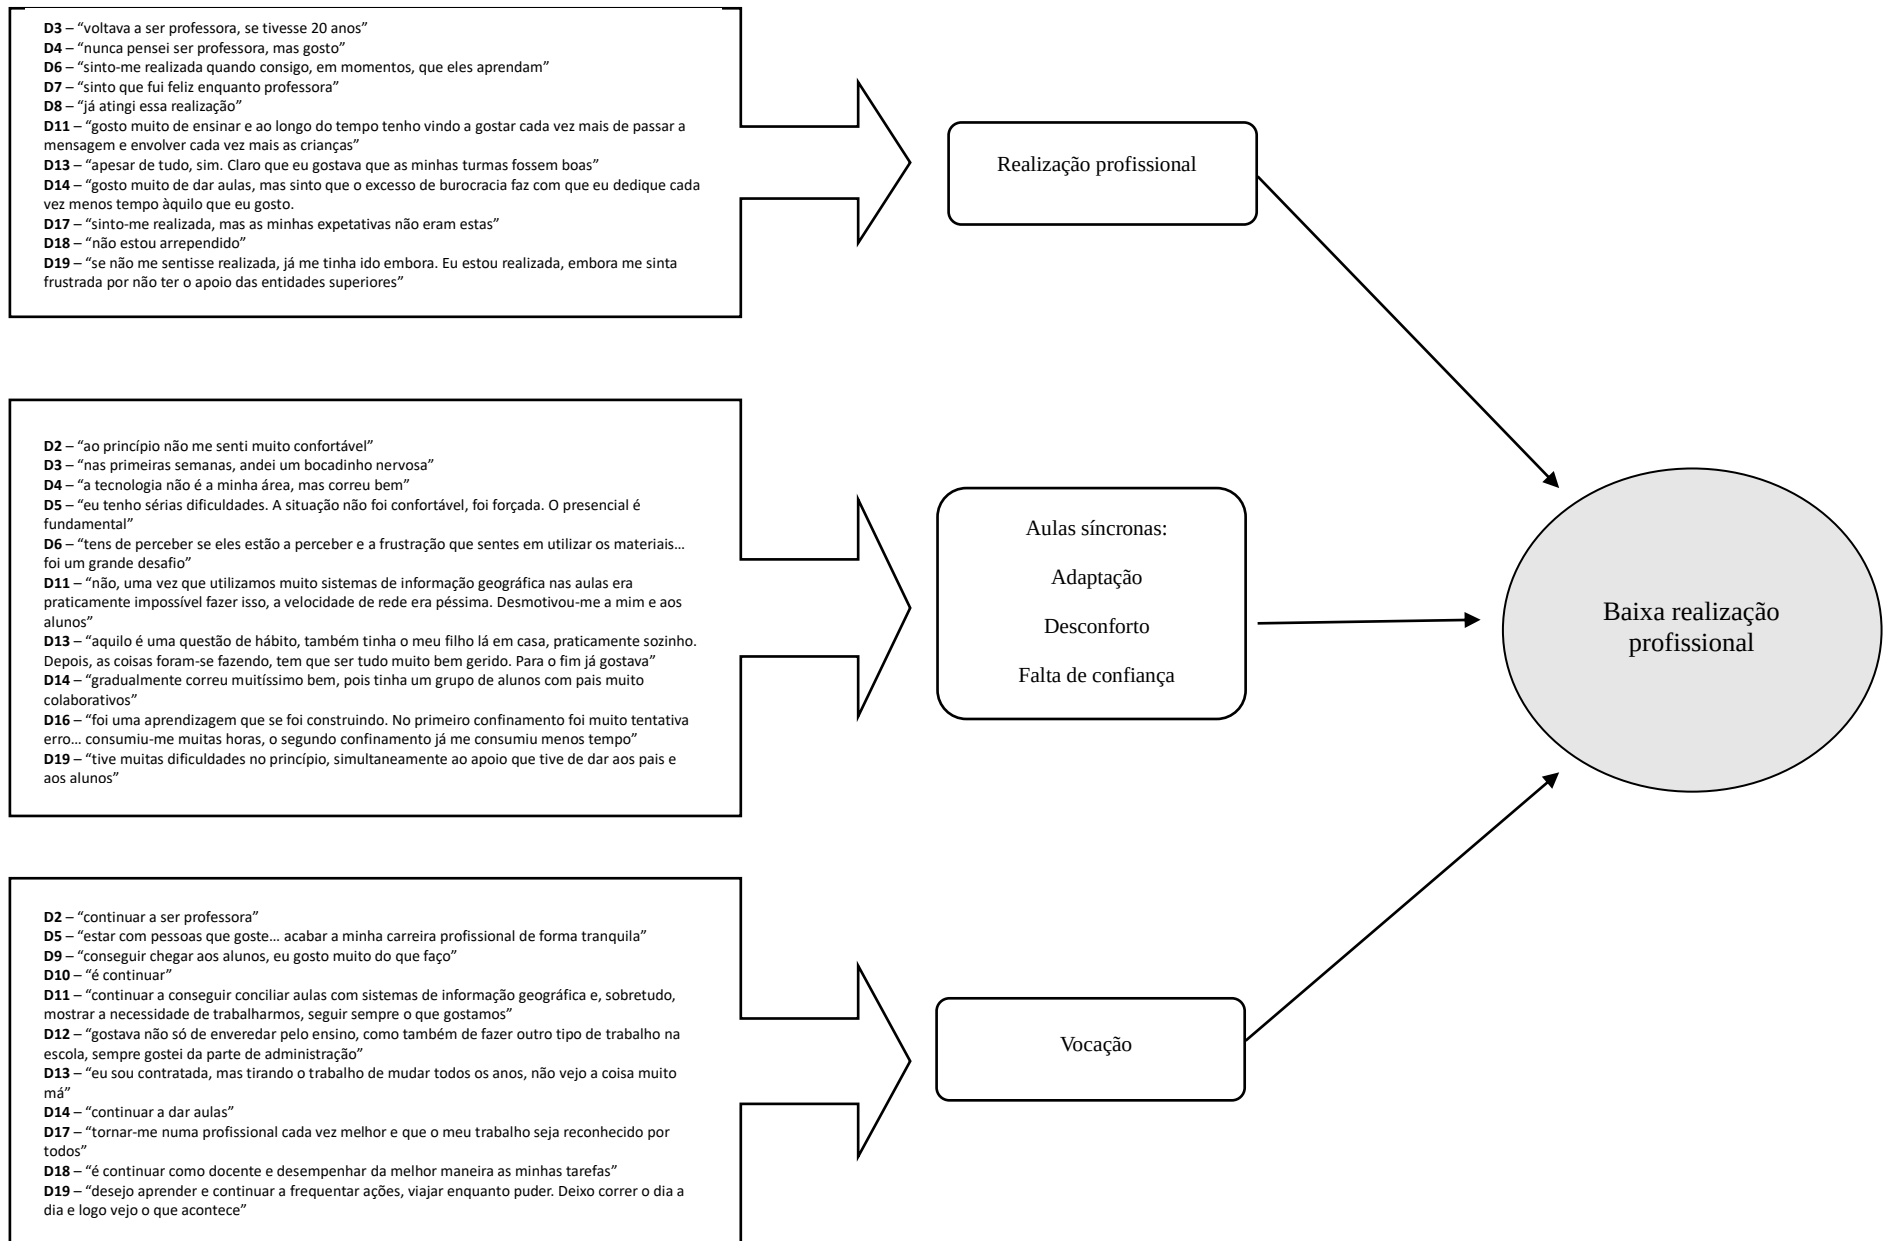 D3 – “voltava a ser professora, se tivesse 20 anos”
D4 – “nunca pensei ser professora, mas gosto”
D6 – “sinto-me realizada quando consigo, em momentos, que eles aprendam”
D7 – “sinto que fui feliz enquanto professora”
D8 – “já atingi essa realização”
D11 – “gosto muito de ensinar e ao longo do tempo tenho vindo a gostar cada vez mais de passar a
mensagem e envolver cada vez mais as crianças”
D13 – “apesar de tudo, sim. Claro que eu gostava que as minhas turmas fossem boas”
D14 – “gosto muito de dar aulas, mas sinto que o excesso de burocracia faz com que eu dedique cada
vez menos tempo àquilo que eu gosto.
D17 – “sinto-me realizada, mas as minhas expetativas não eram estas”
D18 – “não estou arrependido”
D19 – “se não me sentisse realizada, já me tinha ido embora. Eu estou realizada, embora me sinta
frustrada por não ter o apoio das entidades superiores”
Realização profissional
D2 – “ao princípio não me senti muito confortável”
D3 – “nas primeiras semanas, andei um bocadinho nervosa”
D4 – “a tecnologia não é a minha área, mas correu bem”
D5 – “eu tenho sérias dificuldades. A situação não foi confortável, foi forçada. O presencial é
fundamental”
D6 – “tens de perceber se eles estão a perceber e a frustração que sentes em utilizar os materiais…
foi um grande desafio”
D11 – “não, uma vez que utilizamos muito sistemas de informação geográfica nas aulas era
praticamente impossível fazer isso, a velocidade de rede era péssima. Desmotivou-me a mim e aos
alunos”
D13 – “aquilo é uma questão de hábito, também tinha o meu filho lá em casa, praticamente sozinho.
Depois, as coisas foram-se fazendo, tem que ser tudo muito bem gerido. Para o fim já gostava”
D14 – “gradualmente correu muitíssimo bem, pois tinha um grupo de alunos com pais muito
colaborativos”
D16 – “foi uma aprendizagem que se foi construindo. No primeiro confinamento foi muito tentativa
erro… consumiu-me muitas horas, o segundo confinamento já me consumiu menos tempo”
D19 – “tive muitas dificuldades no princípio, simultaneamente ao apoio que tive de dar aos pais e
aos alunos”
Aulas síncronas:
Adaptação
Desconforto
Falta de confiança
Baixa realização
profissional
D2 – “continuar a ser professora”
D5 – “estar com pessoas que goste… acabar a minha carreira profissional de forma tranquila”
D9 – “conseguir chegar aos alunos, eu gosto muito do que faço”
D10 – “é continuar”
D11 – “continuar a conseguir conciliar aulas com sistemas de informação geográfica e, sobretudo,
mostrar a necessidade de trabalharmos, seguir sempre o que gostamos”
D12 – “gostava não só de enveredar pelo ensino, como também de fazer outro tipo de trabalho na
escola, sempre gostei da parte de administração”
D13 – “eu sou contratada, mas tirando o trabalho de mudar todos os anos, não vejo a coisa muito
má”
D14 – “continuar a dar aulas”
D17 – “tornar-me numa profissional cada vez melhor e que o meu trabalho seja reconhecido por
todos”
D18 – “é continuar como docente e desempenhar da melhor maneira as minhas tarefas”
D19 – “desejo aprender e continuar a frequentar ações, viajar enquanto puder. Deixo correr o dia a
dia e logo vejo o que acontece”
Vocação